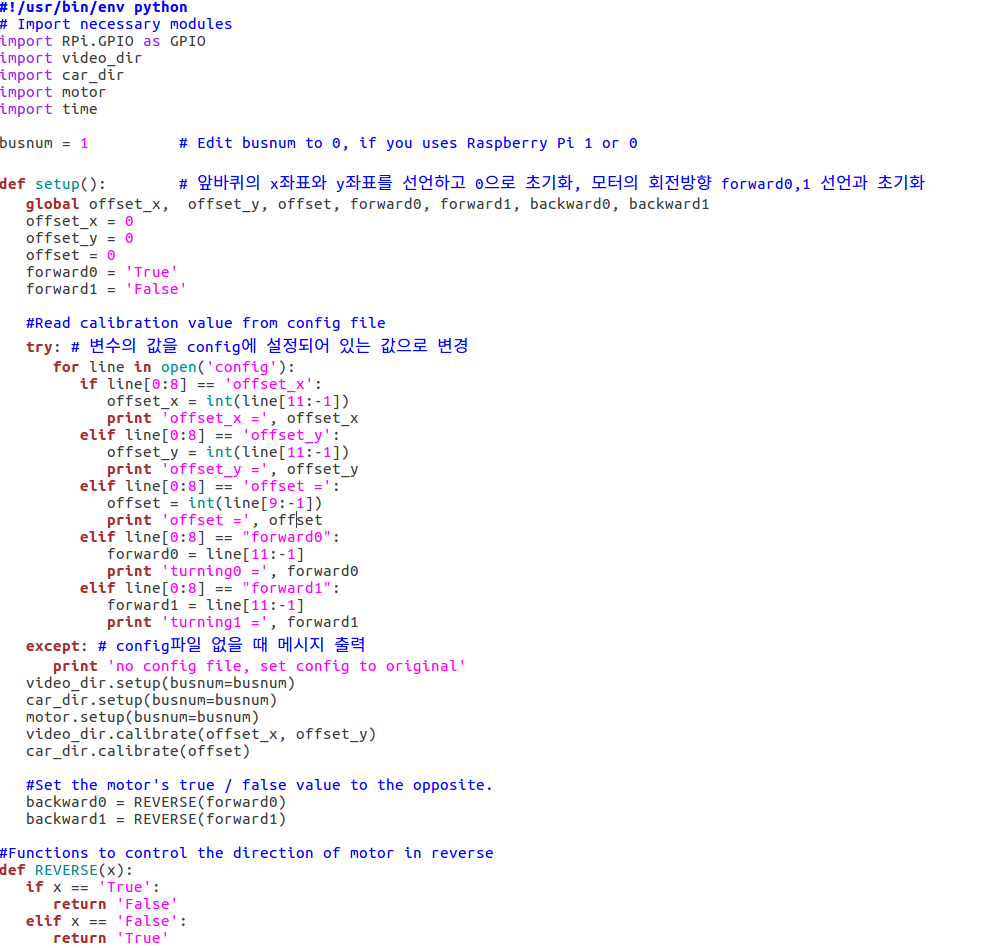 #!/usr/bin/env python
# Import necessary modules
import RPi.GPIO as GPIO
import video_dir
import car_dir
import motor
import time
busnum = 1          # Edit busnum to 0, if you uses Raspberry Pi 1 or 0
def setup():        # 앞바퀴의 x좌표와 y좌표를 선언하고 0으로 초기화, 모터의 회전방향 forward0,1 선언과 초기화
   global offset_x,  offset_y, offset, forward0, forward1, backward0, backward1
   offset_x = 0
   offset_y = 0
   offset = 0
   forward0 = 'True'
   forward1 = 'False'
   #Read calibration value from config file
   try: # 변수의 값을 config에 설정되어 있는 값으로 변경
      for line in open('config'):
         if line[0:8] == 'offset_x':
            offset_x = int(line[11:-1])
            print 'offset_x =', offset_x
         elif line[0:8] == 'offset_y':
            offset_y = int(line[11:-1])
            print 'offset_y =', offset_y
         elif line[0:8] == 'offset =':
            offset = int(line[9:-1])
            print 'offset =', offset
         elif line[0:8] == "forward0":
            forward0 = line[11:-1]
            print 'turning0 =', forward0
         elif line[0:8] == "forward1":
            forward1 = line[11:-1]
            print 'turning1 =', forward1
   except: # config파일 없을 때 메시지 출력
      print 'no config file, set config to original'
   video_dir.setup(busnum=busnum)
   car_dir.setup(busnum=busnum)
   motor.setup(busnum=busnum)
   video_dir.calibrate(offset_x, offset_y)
   car_dir.calibrate(offset)
   #Set the motor's true / false value to the opposite.
   backward0 = REVERSE(forward0)
   backward1 = REVERSE(forward1)
#Functions to control the direction of motor in reverse
def REVERSE(x):
   if x == 'True':
      return 'False'
   elif x == 'False':
      return 'True'